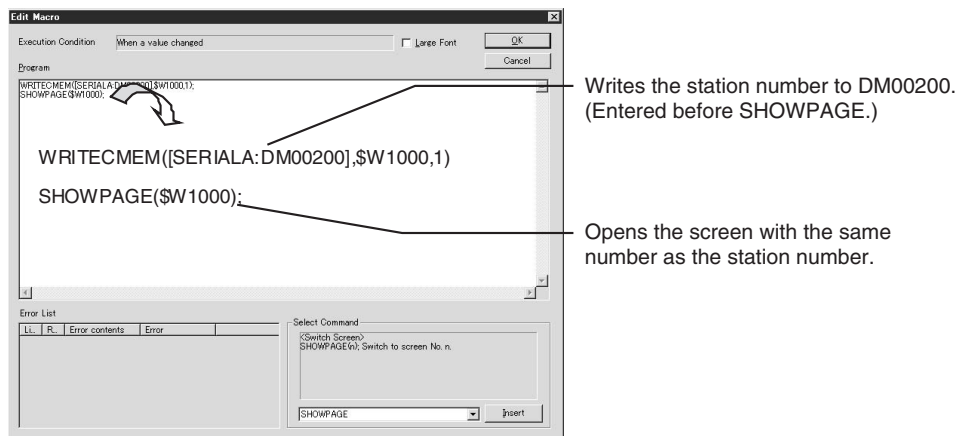 Edit Macro
Execution Condition When a value changed Large Font OK
Cancel
Program
WRITECMEM([SERIALA:DM00200],$W1000,1);
SHOWPAGE($W1000);
Writes the station number to DM00200.
(Entered before SHOWPAGE.)
WRITECMEM([SERIALA:DM00200],$W1000,1)
SHOWPAGE($W1000);
Opens the screen with the same
number as the station number.
Error List
Li.. R.. Error contents Error
Select Command
<Switch Screen>
SHOWPAGE(n); Switch to screen No. n.
SHOWPAGE Insert